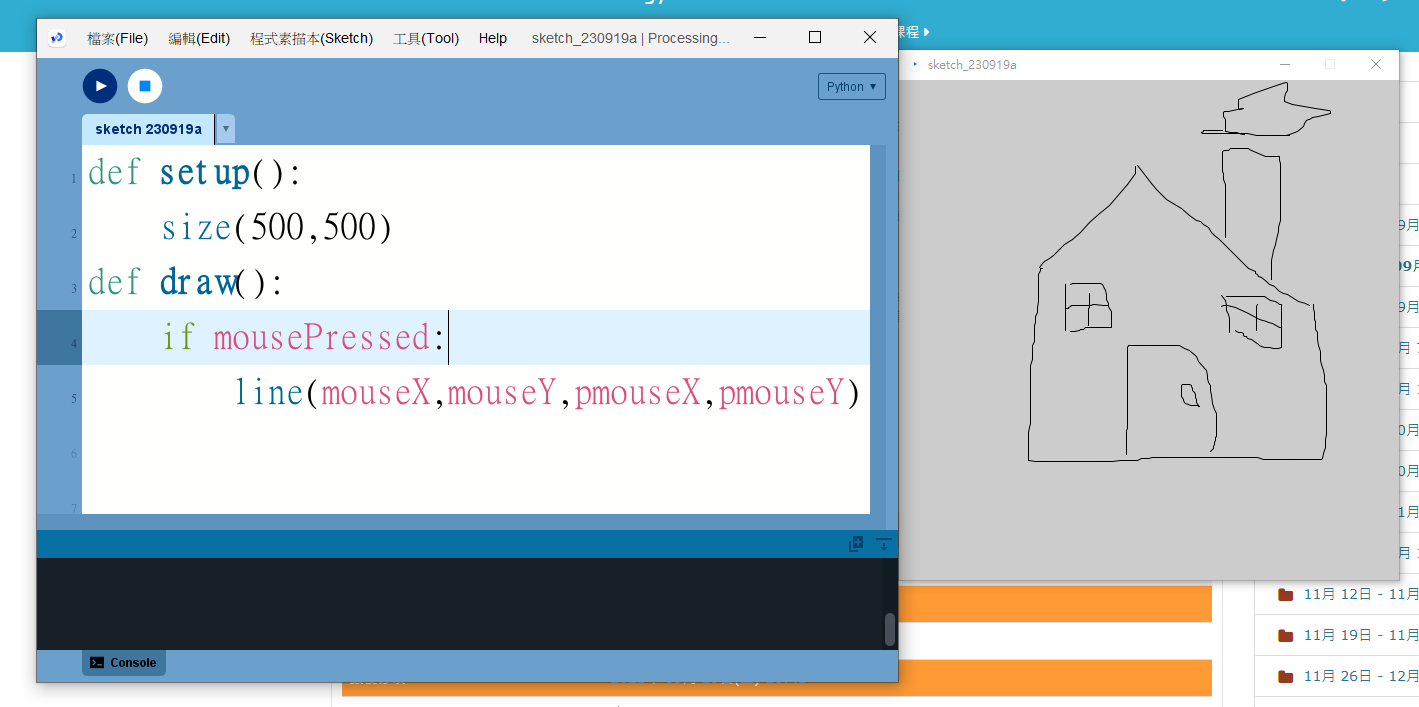 課程
檔案(File) 編輯(Edit) 程式素描本(Sketch) 工具(Tool) Help sketch_230919a | Processing...
sketch_230919a
Python
sketch 230919a
1 def setup():
2 size(500,500)
3 def draw():
4 if mousePressed:
5 line(mouseX,mouseY,pmouseX,pmouseY)
6
7
Console
9月
09月
9月
月
月
0月
0月
1月
月
11月 12日 - 11月
11月 19日 - 11月
11月 26日 - 12月